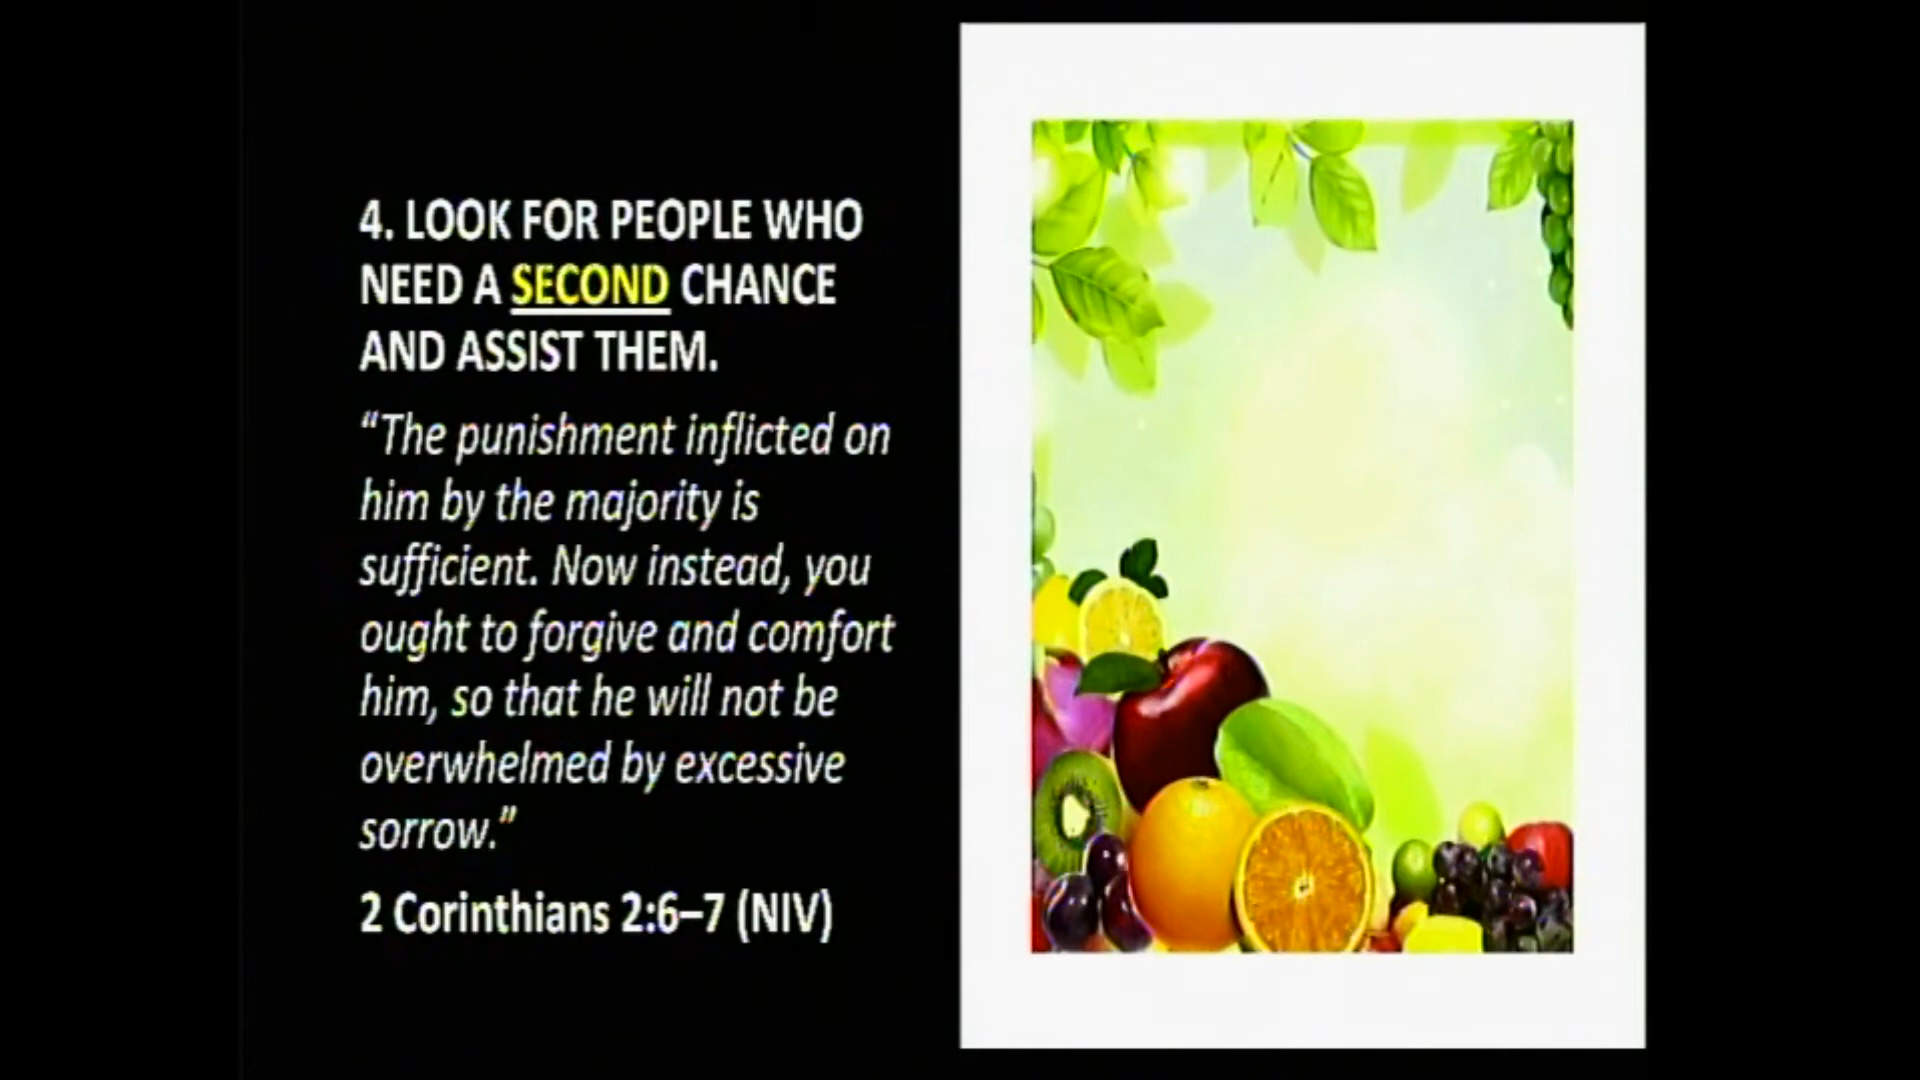 4. LOOK FOR PEOPLE WHO
NEED A SECOND CHANCE
AND ASSIST THEM.
“The punishment inflicted on
him by the majority is
sufficient. Now instead, you
ought to forgive and comfort
him, so that he will not be
overwhelmed by excessive
sorrow.”
2 Corinthians 2:6–7 (NIV)